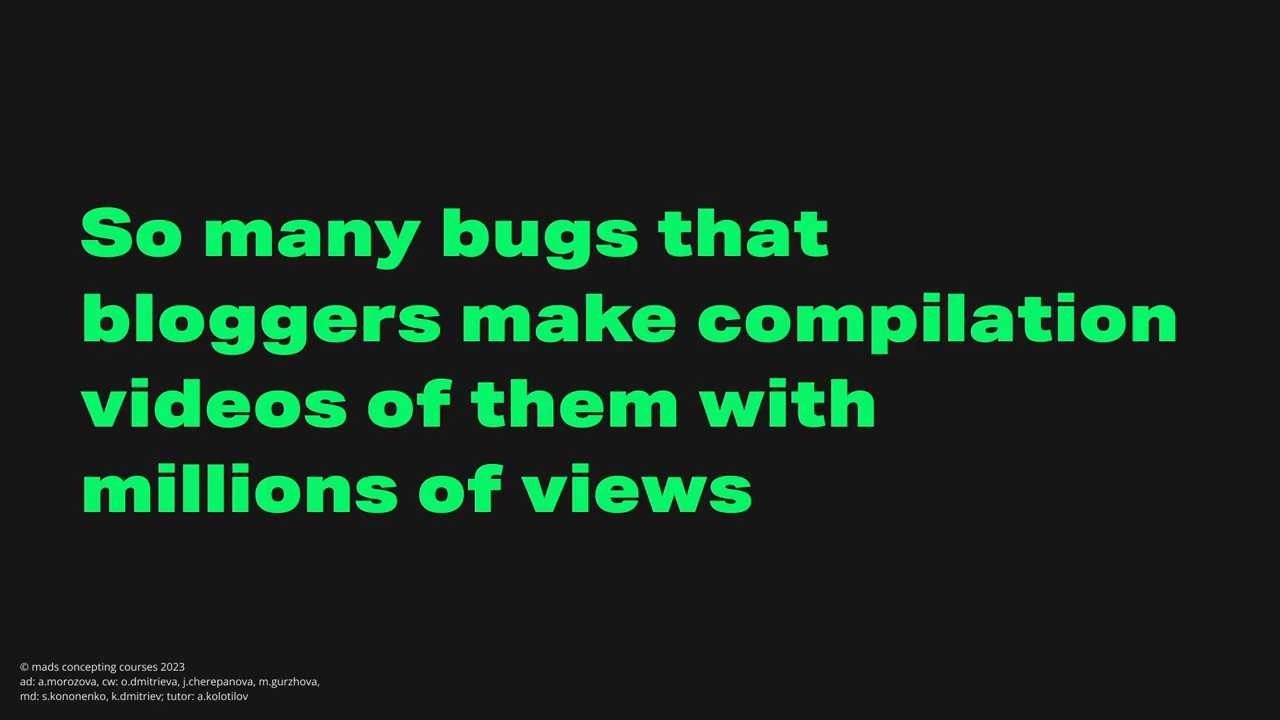 So many bugs that
bloggers make compilation
videos of them with
millions of views
© mads concepting courses 2023
ad: a.morozova, cw: o.dmitrieva, j.cherepanova, m.gurzhova,
md: s.kononenko, k.dmitriev; tutor: a.kolotilov